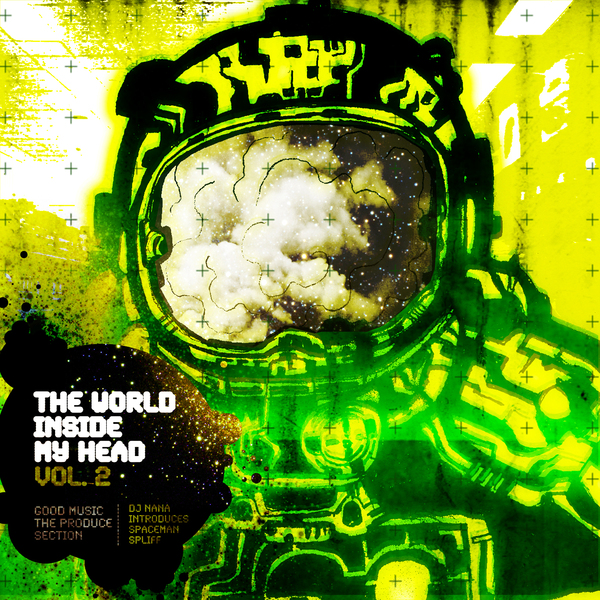 THE WORLD
INSIDE
MY HEAD
VOL. 2
GOOD MUSIC
THE PRODUCE
SECTION
DJ NANA
INTRODUCES
SPACEMAN
SPLIFF